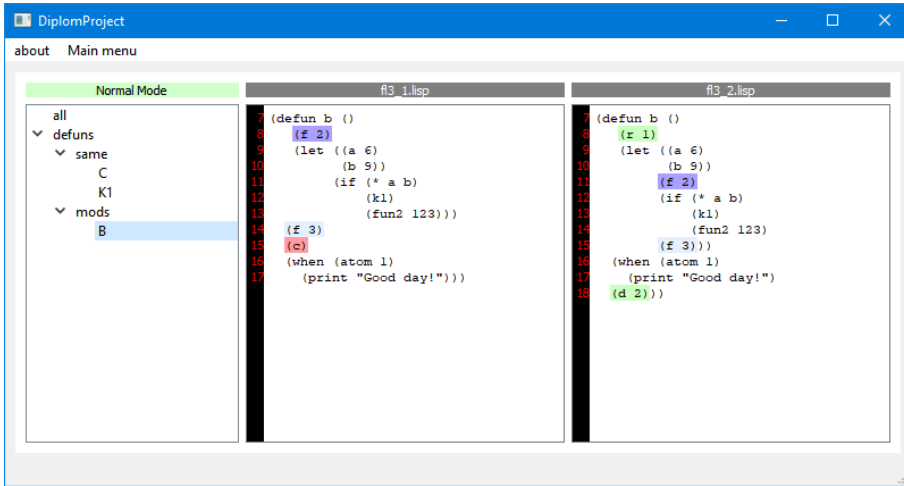 DiplomProject
about Main menu
Normal Mode
all
defuns
same
C
K1
mods
B
fl3_1.lisp
7 (defun b ()
8 (f 2)
9 (let ((a 6)
10 (b 9))
11 (if (* a b)
12 (k1)
13 (fun2 123)))
14 (f 3)
15 (c)
16 (when (atom 1)
17 (print "Good day!")))
fl3_2.lisp
7 (defun b ()
8 (r 1)
9 (let ((a 6)
10 (b 9))
11 (f 2)
12 (if (* a b)
13 (k1)
14 (fun2 123)
15 (f 3)))
16 (when (atom 1)
17 (print "Good day!")
18 (d 2)))